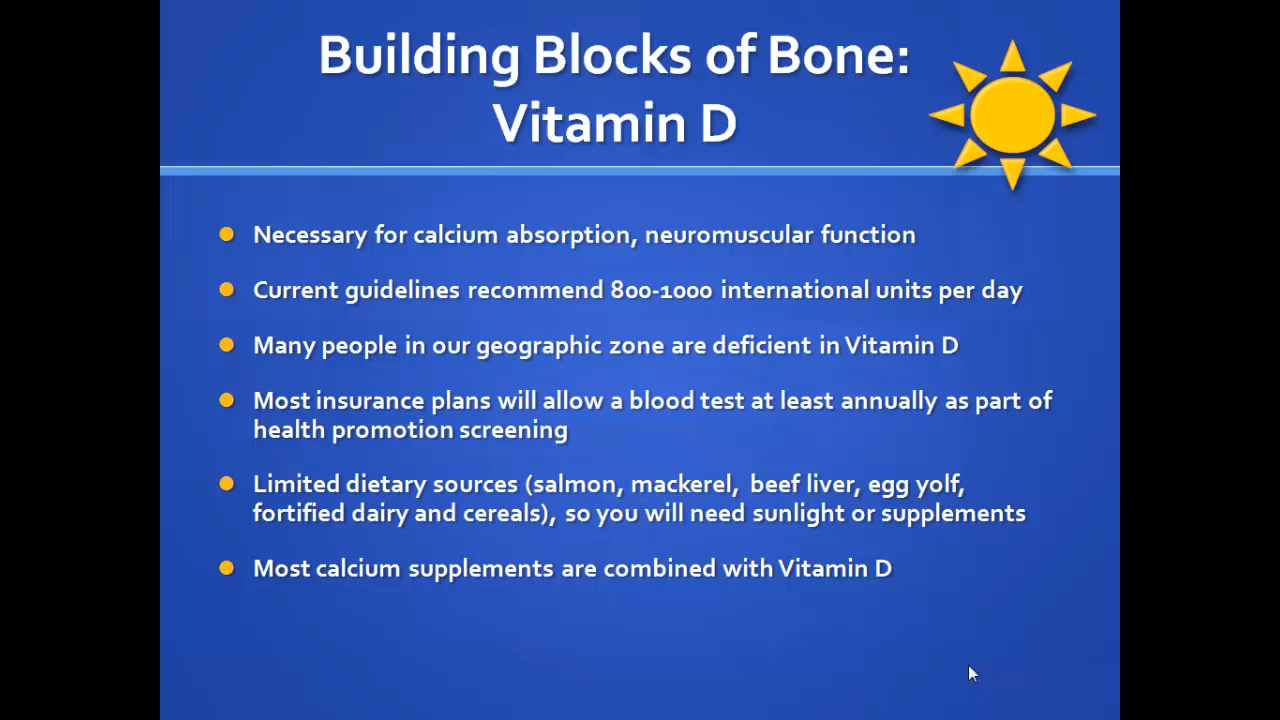 Building Blocks of Bone:
Vitamin D
Necessary for calcium absorption, neuromuscular function
Current guidelines recommend 800-1000 international units per day
Many people in our geographic zone are deficient in Vitamin D
Most insurance plans will allow a blood test at least annually as part of
health promotion screening
Limited dietary sources (salmon, mackerel, beef liver, egg yolf,
fortified dairy and cereals), so you will need sunlight or supplements
Most calcium supplements are combined with Vitamin D